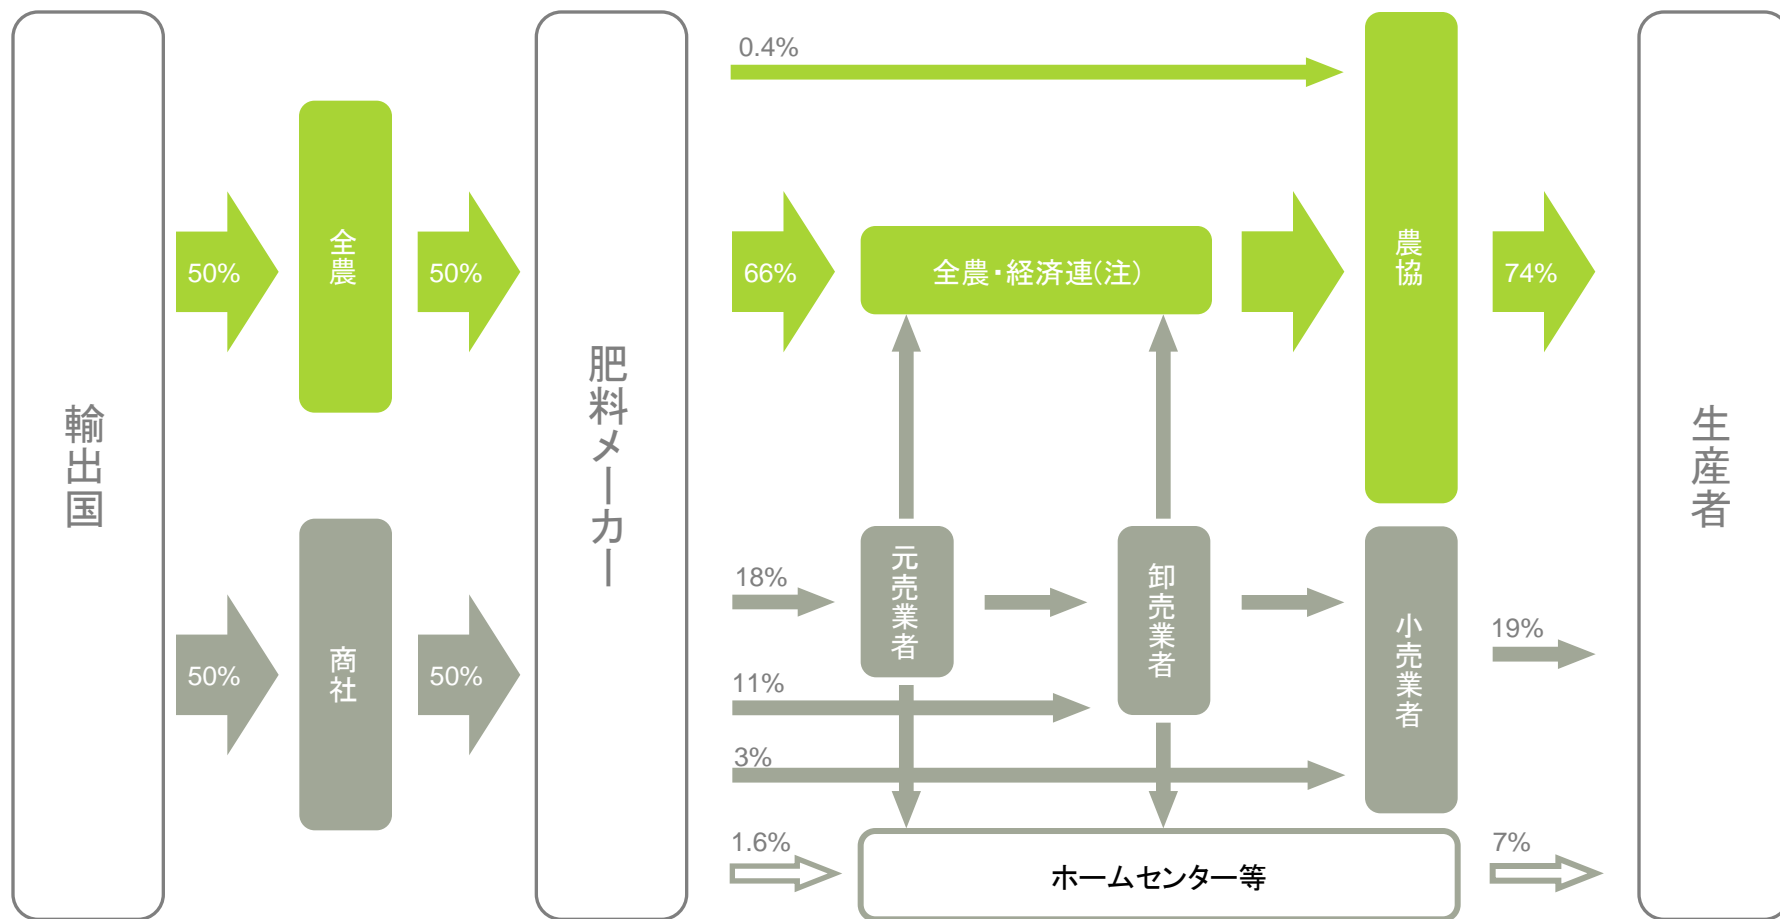 輸出国
50%
全農
50%
50%
商社
50%
肥料メーカー
0.4%
66%
全農・経済連(注)
農協
74%
18%
元売業者
卸売業者
小売業者
19%
11%
3%
1.6%
ホームセンター等
7%
生産者